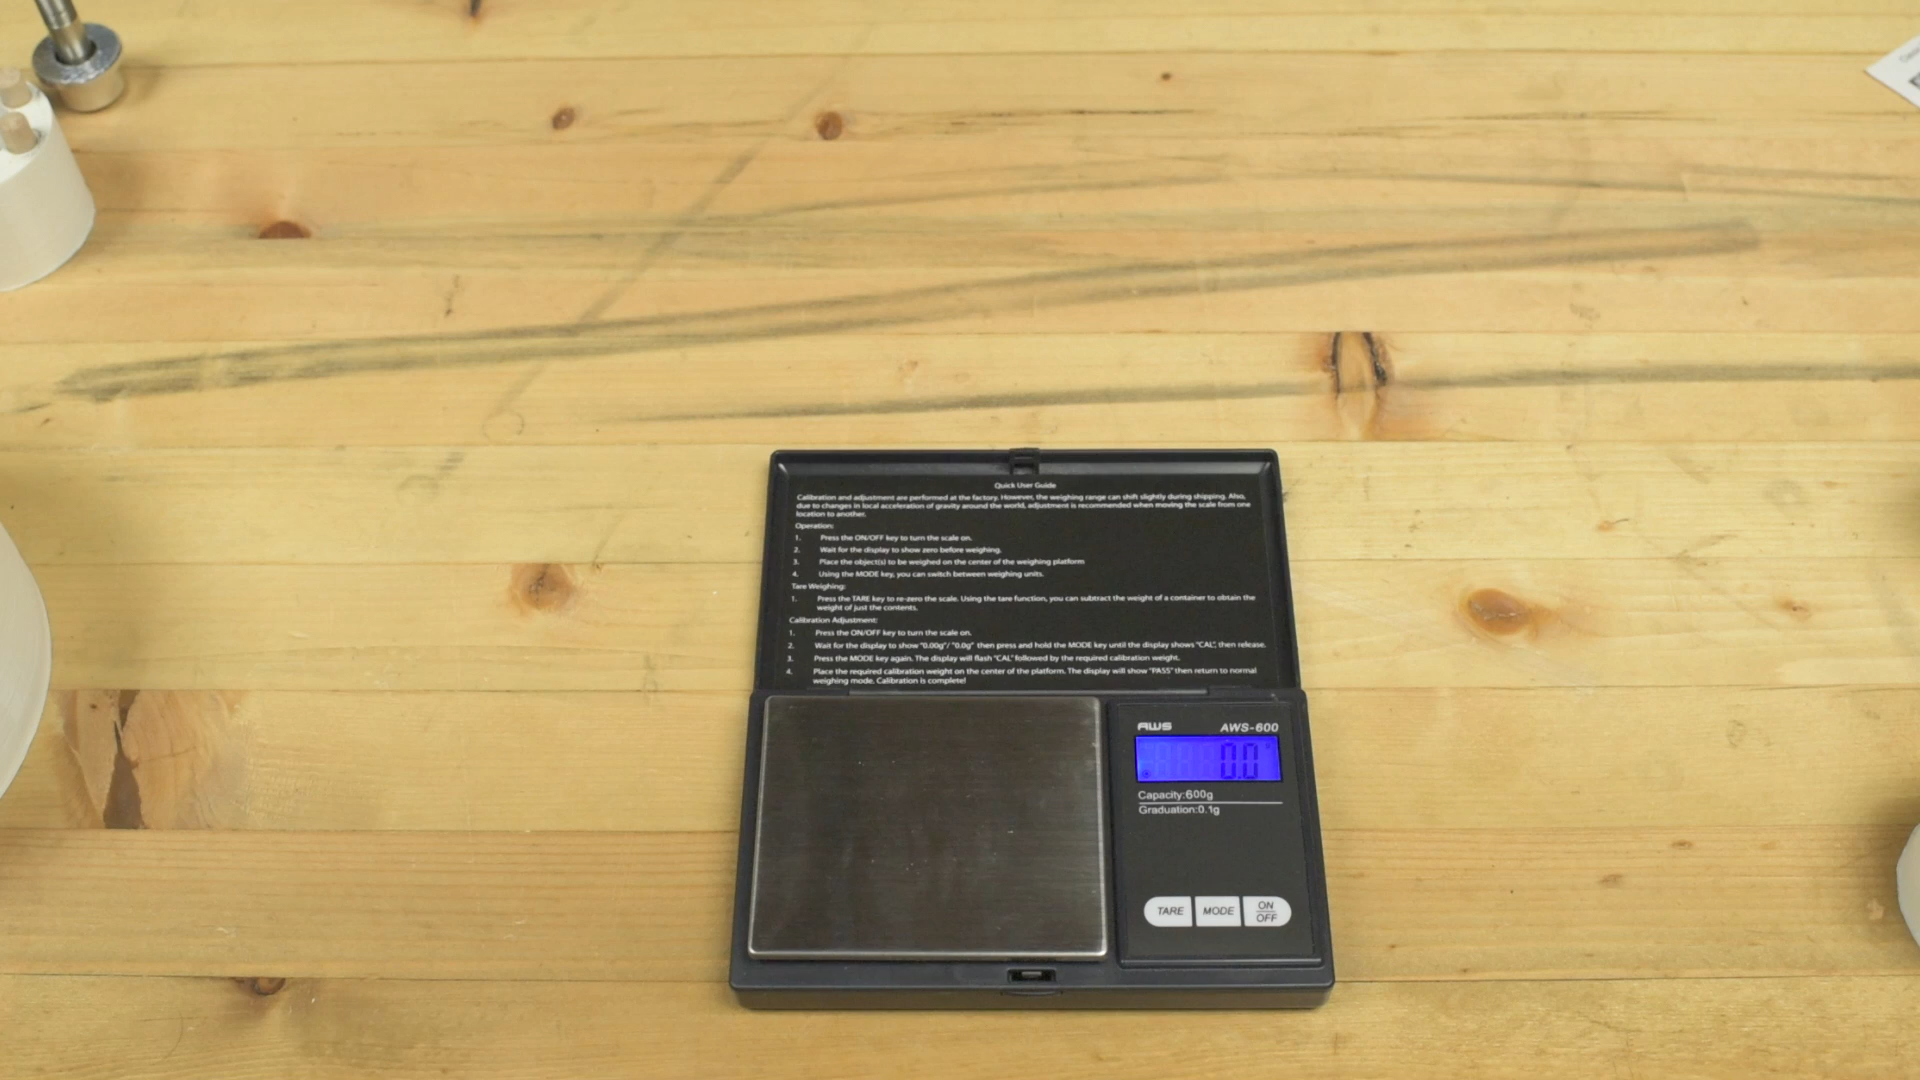 Quick User Guide
Calibration and adjustment are performed at the factory. However, the weighing range can shift slightly during shipping. Also,
due to changes in local acceleration of gravity around the world, adjustment is recommended when moving the scale from one
location to another.
Operation:
1. Press the ON/OFF key to turn the scale on.
2. Wait for the display to show zero before weighing.
3. Place the object(s) to be weighed on the center of the weighing platform
4. Using the MODE key, you can switch between weighing units.
Tare Weighing:
1. Press the TARE key to re-zero the scale. Using the tare function, you can subtract the weight of a container to obtain the
weight of just the contents.
Calibration Adjustment:
1. Press the ON/OFF key to turn the scale on.
2. Wait for the display to show "0.00g"/ "0.0g" then press and hold the MODE key until the display shows "CAL", then release.
3. Press the MODE key again. The display will flash "CAL" followed by the required calibration weight.
4. Place the required calibration weight on the center of the platform. The display will show "PASS" then return to normal
weighing mode. Calibration is complete!
AWS AWS-600
0.0
Capacity:600g
Graduation:0.1g
TARE MODE ON
OFF